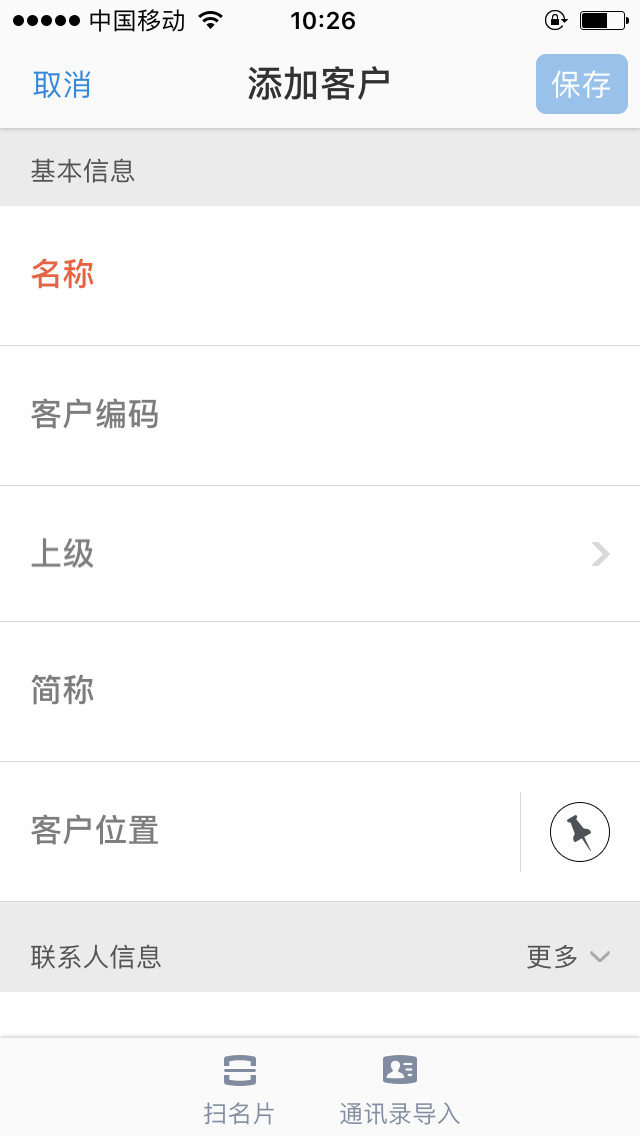 中国移动 10:26
取消 添加客户 保存
基本信息
名称
客户编码
上级
简称
客户位置
联系人信息 更多
扫名片 通讯录导入